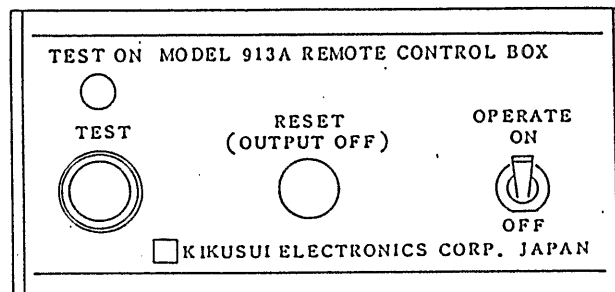 TEST ON MODEL 913A REMOTE CONTROL BOX
TEST
RESET
(OUTPUT OFF)
OPERATE
ON
OFF
KIKUSUI ELECTRONICS CORP. JAPAN